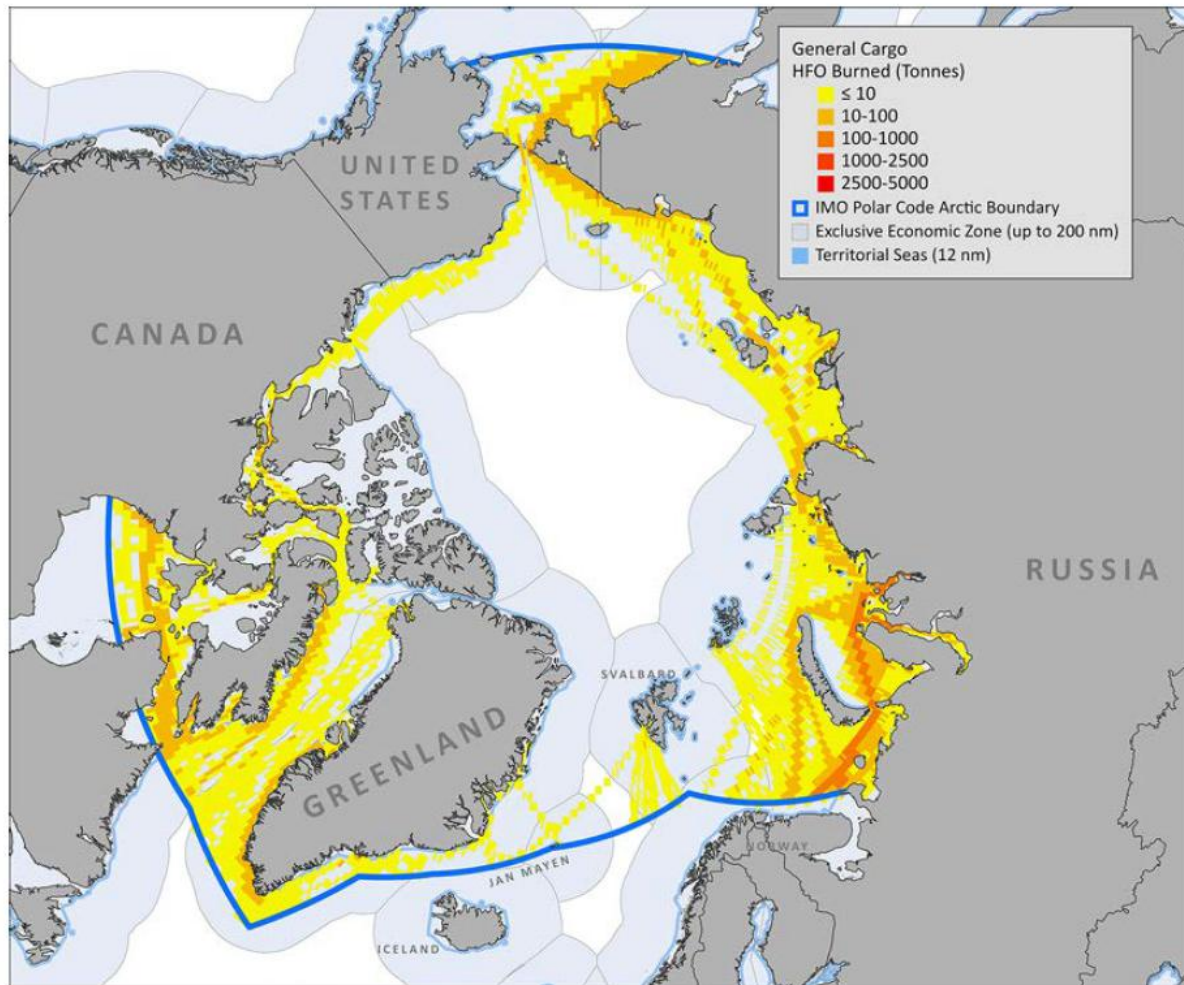 General Cargo
HFO Burned (Tonnes)
≤ 10
10-100
100-1000
1000-2500
2500-5000
IMO Polar Code Arctic Boundary
Exclusive Economic Zone (up to 200 nm)
Territorial Seas (12 nm)
UNITED
STATES
CANADA
RUSSIA
SVALBARD
GREENLAND
JAN MAYEN
NORWAY
ICELAND